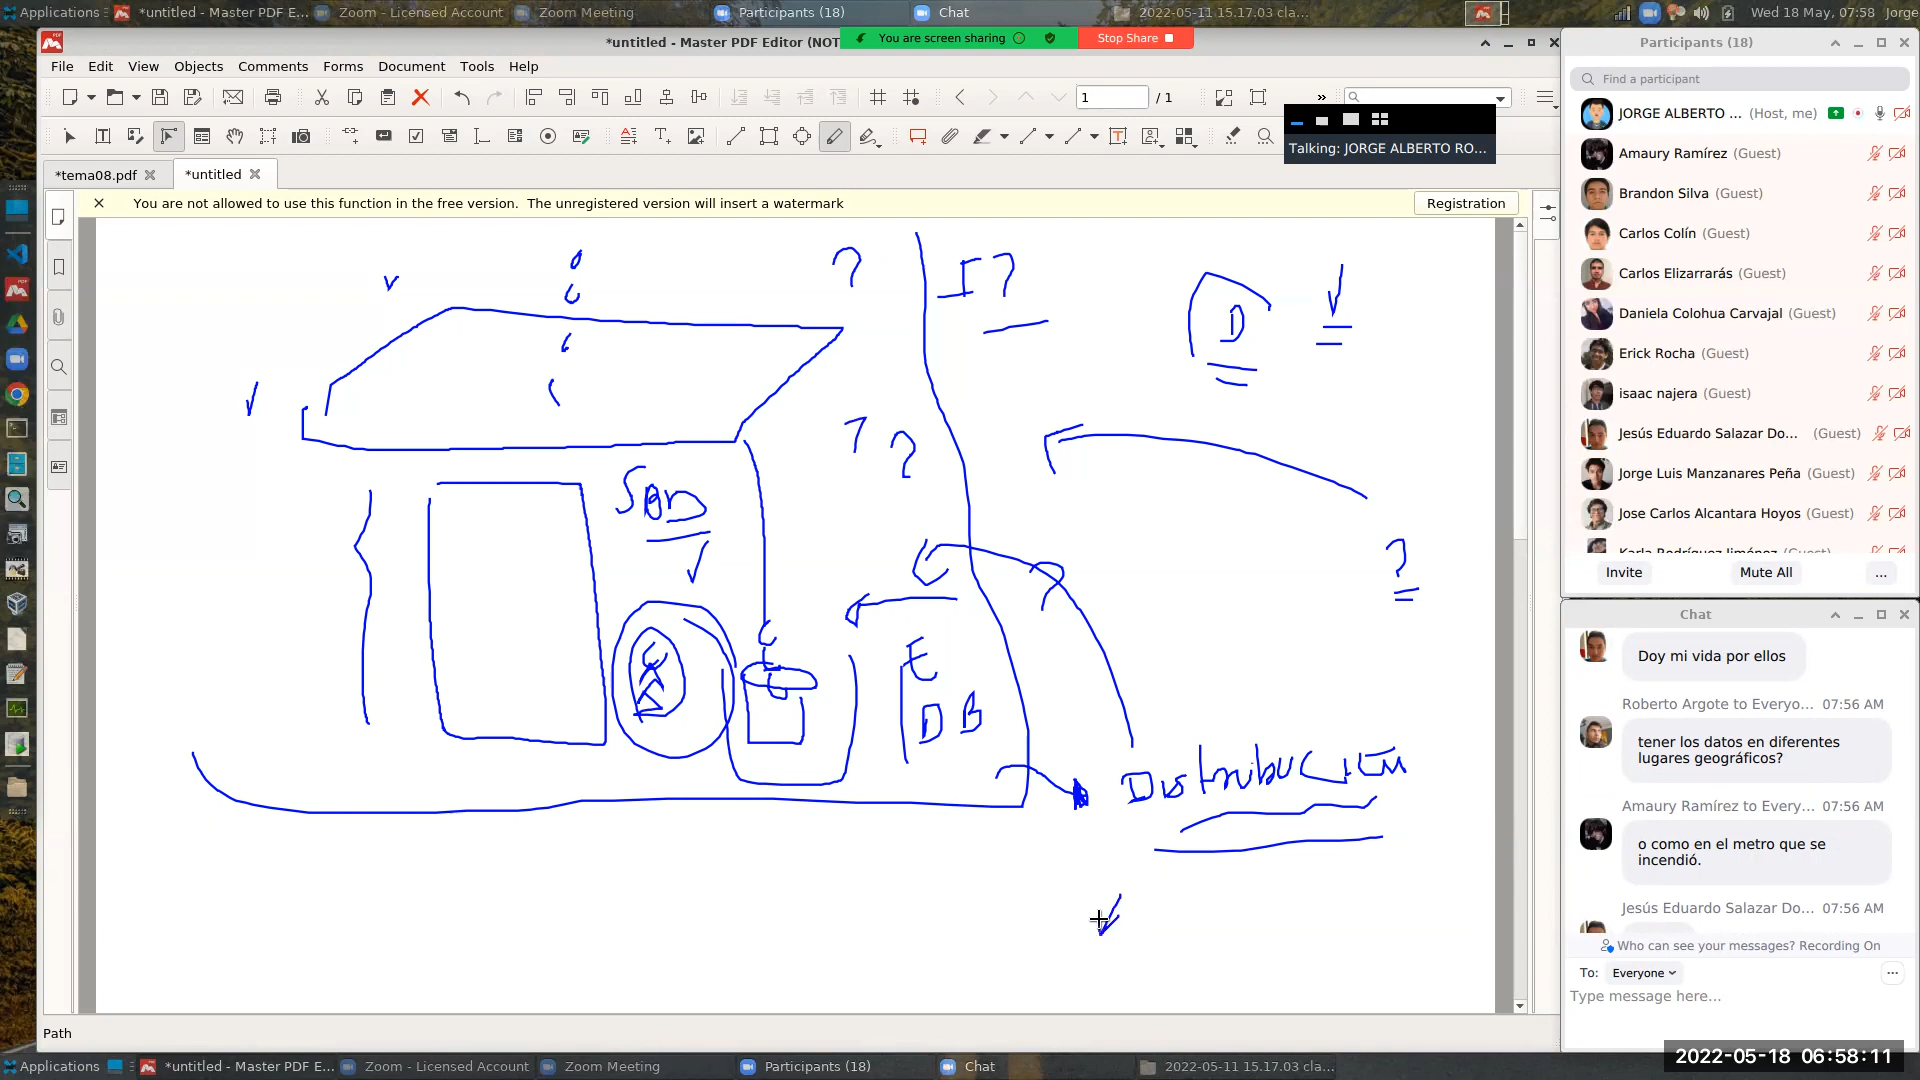 Applications
*untitled - Master PDF E...
Zoom - Licensed Account
Zoom Meeting
Participants (18)
Chat
2022-05-11 15.17.03 cla...
Wed 18 May, 07:58
Jorge
*untitled - Master PDF Editor (NOT
You are screen sharing
Stop Share
File Edit View Objects Comments Forms Document Tools Help
1 / 1
Talking: JORGE ALBERTO RO...
*tema08.pdf
*untitled
You are not allowed to use this function in the free version. The unregistered version will insert a watermark
Registration
?
I?
D
? ?
?
E
D B
Distribución
Path
Participants (18)
Find a participant
JORGE ALBERTO ... (Host, me)
Amaury Ramírez (Guest)
Brandon Silva (Guest)
Carlos Colín (Guest)
Carlos Elizarrarás (Guest)
Daniela Colohua Carvajal (Guest)
Erick Rocha (Guest)
isaac najera (Guest)
Jesús Eduardo Salazar Do... (Guest)
Jorge Luis Manzanares Peña (Guest)
Jose Carlos Alcantara Hoyos (Guest)
Karla Rodríguez Jiménez (Guest)
Invite
Mute All
...
Chat
Doy mi vida por ellos
Roberto Argote to Everyo... 07:56 AM
tener los datos en diferentes
lugares geográficos?
Amaury Ramírez to Every... 07:56 AM
o como en el metro que se
incendió.
Jesús Eduardo Salazar Do... 07:56 AM
Who can see your messages? Recording On
To: Everyone
Type message here...
Applications
*untitled - Master PDF E...
Zoom - Licensed Account
Zoom Meeting
Participants (18)
Chat
2022-05-11 15.17.03 cla...
2022-05-18 06:58:11